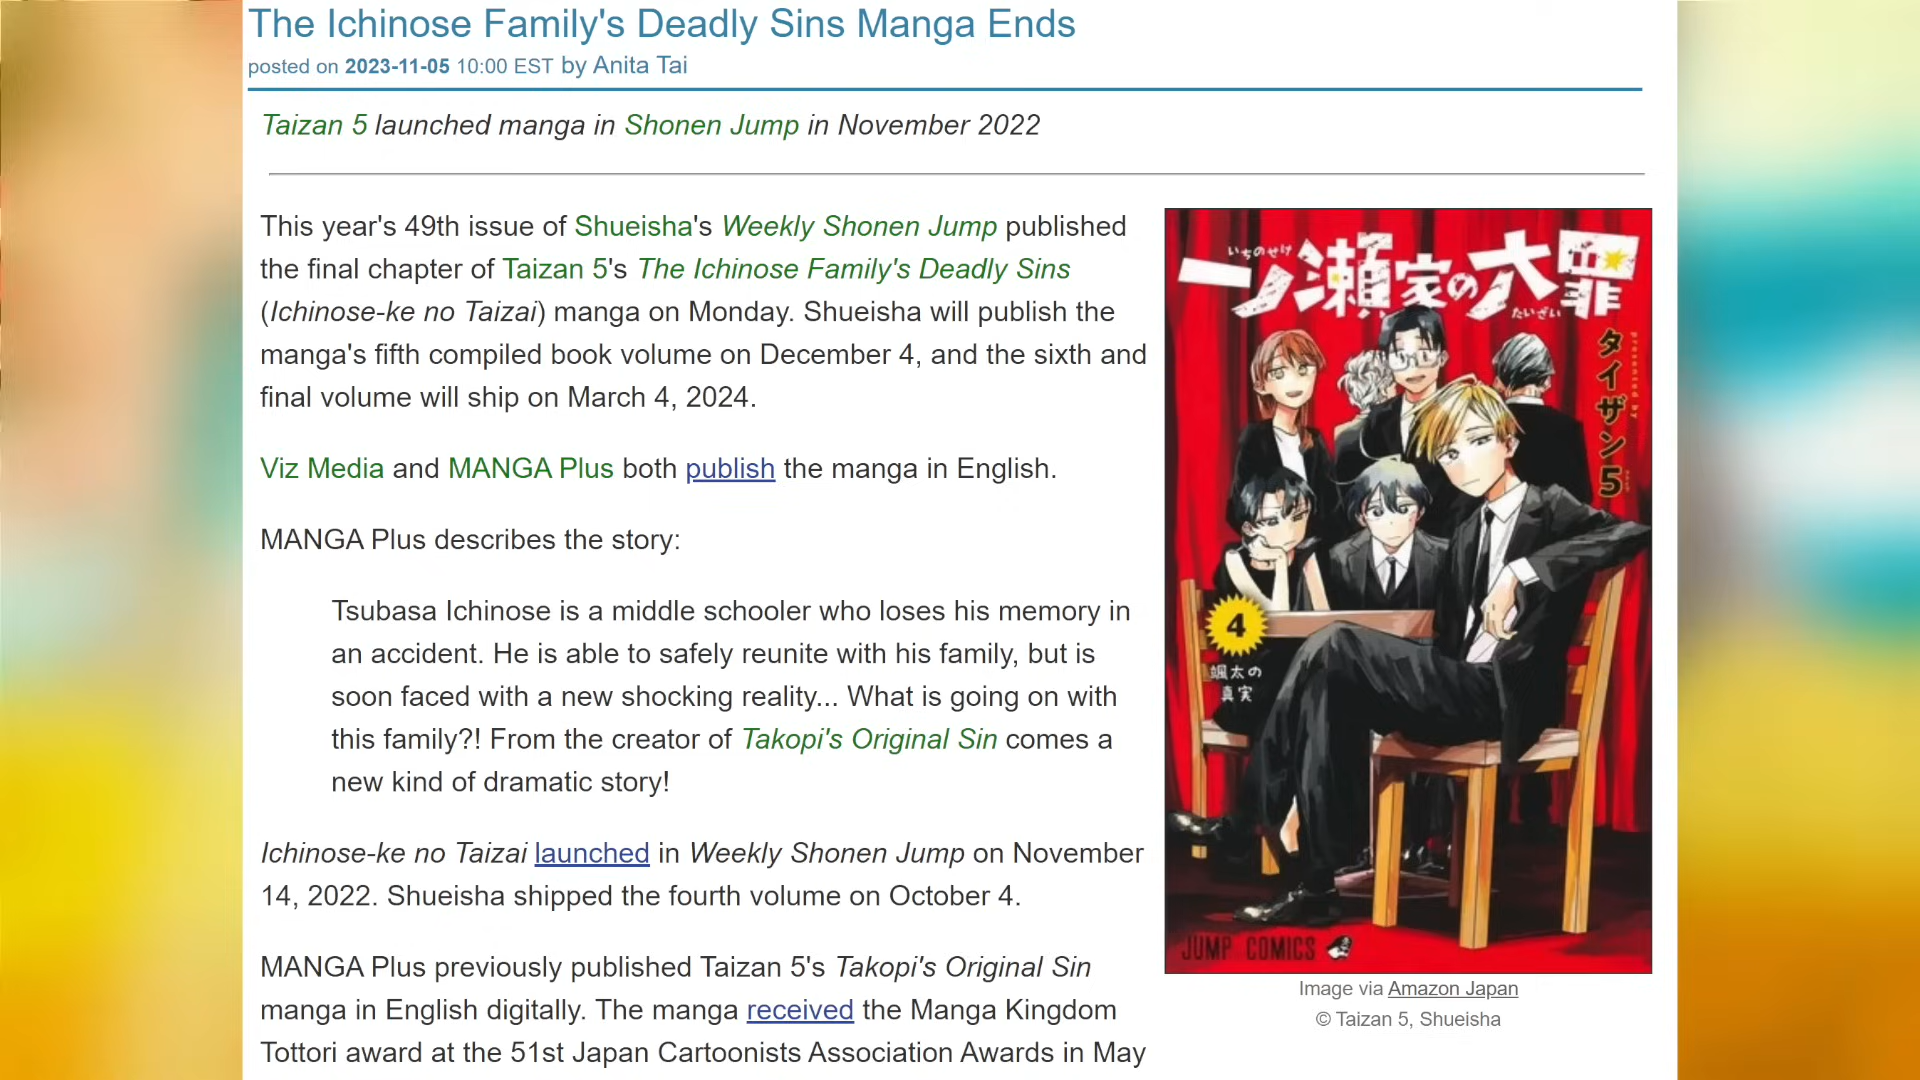 The Ichinose Family's Deadly Sins Manga Ends
posted on 2023-11-05 10:00 EST by Anita Tai
Taizan 5 launched manga in Shonen Jump in November 2022
This year's 49th issue of Shueisha's Weekly Shonen Jump published
the final chapter of Taizan 5's The Ichinose Family's Deadly Sins
(Ichinose-ke no Taizai) manga on Monday. Shueisha will publish the
manga's fifth compiled book volume on December 4, and the sixth and
final volume will ship on March 4, 2024.
Viz Media and MANGA Plus both publish the manga in English.
MANGA Plus describes the story:
Tsubasa Ichinose is a middle schooler who loses his memory in
an accident. He is able to safely reunite with his family, but is
soon faced with a new shocking reality... What is going on with
this family?! From the creator of Takopi's Original Sin comes a
new kind of dramatic story!
Ichinose-ke no Taizai launched in Weekly Shonen Jump on November
14, 2022. Shueisha shipped the fourth volume on October 4.
MANGA Plus previously published Taizan 5's Takopi's Original Sin
manga in English digitally. The manga received the Manga Kingdom
Tottori award at the 51st Japan Cartoonists Association Awards in May
いちのせけ
一ノ瀬家の大罪
たいざい
presented by
タイザン5
4
颯太の
真実
JUMP COMICS
Image via Amazon Japan
© Taizan 5, Shueisha